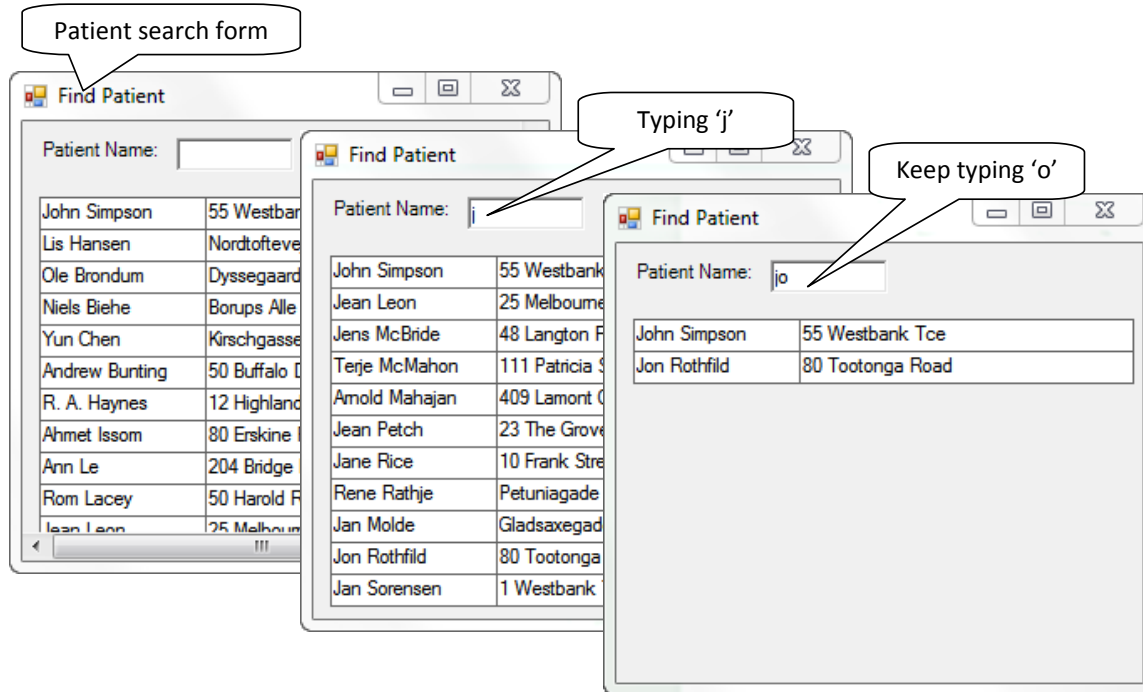 Patient search form
Find Patient
Patient Name:
John Simpson 55 Westban
Lis Hansen Nordtofteve
Ole Brondum Dyssegaard
Niels Biehe Borups Alle
Yun Chen Kirschgasse
Andrew Bunting 50 Buffalo D
R. A. Haynes 12 Highland
Ahmet Issom 80 Erskine
Ann Le 204 Bridge
Rom Lacey 50 Harold R
Jean Leon 25 Melbourn
Typing ‘j’
Find Patient
Patient Name: j
John Simpson 55 Westbank
Jean Leon 25 Melbourne
Jens McBride 48 Langton F
Terje McMahon 111 Patricia S
Arnold Mahajan 409 Lamont
Jean Petch 23 The Grove
Jane Rice 10 Frank Stre
Rene Rathje Petuniagade
Jan Molde Gladsaxegad
Jon Rothfild 80 Tootonga
Jan Sorensen 1 Westbank
Keep typing ‘o’
Find Patient
Patient Name: jo
John Simpson 55 Westbank Tce
Jon Rothfild 80 Tootonga Road